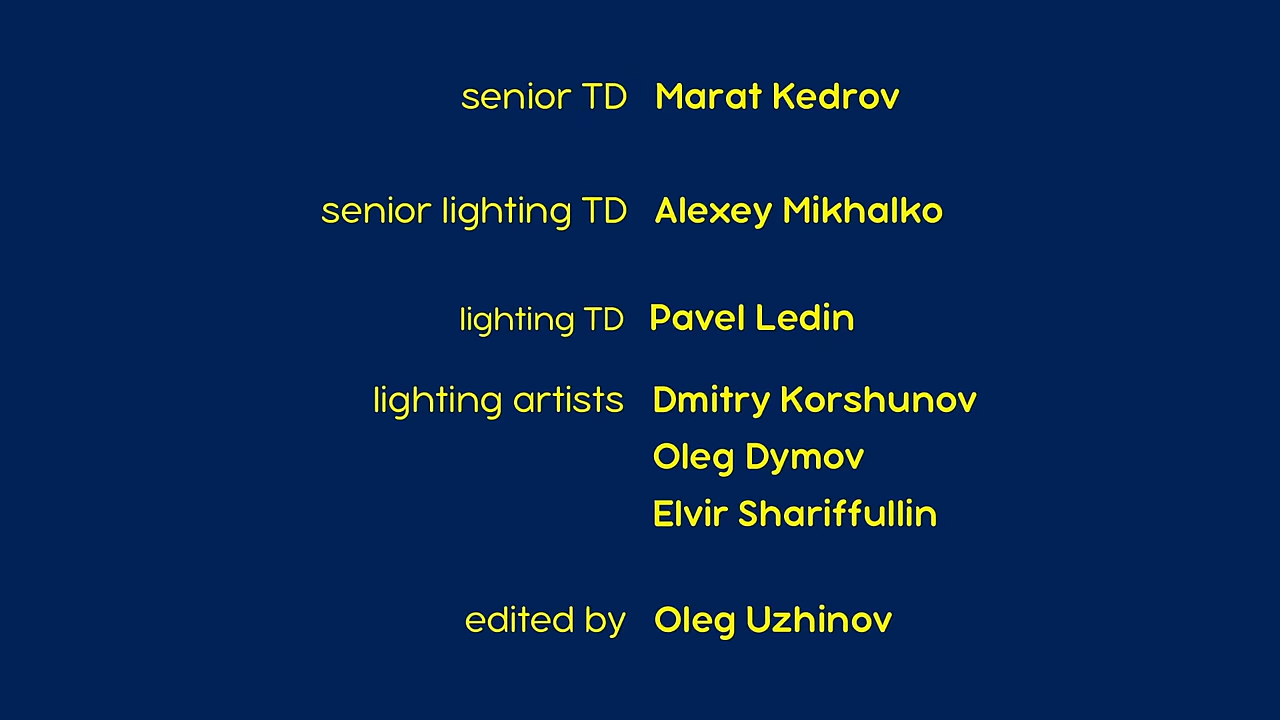 senior TD Marat Kedrov
senior lighting TD Alexey Mikhalko
lighting TD Pavel Ledin
lighting artists Dmitry Korshunov
Oleg Dymov
Elvir Shariffullin
edited by Oleg Uzhinov